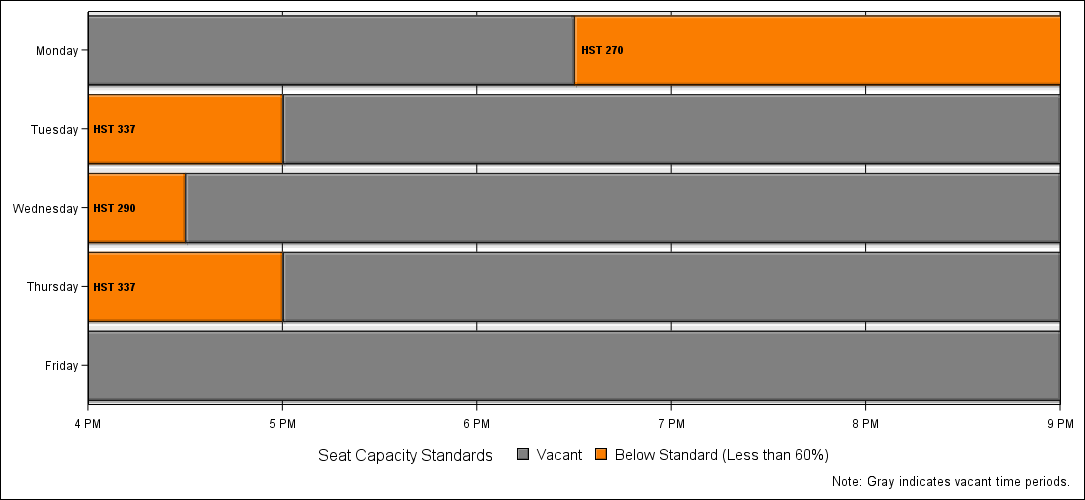 Monday
HST 270
Tuesday
HST 337
Wednesday
HST 290
Thursday
HST 337
Friday
4 PM 5 PM 6 PM 7 PM 8 PM 9 PM
Seat Capacity Standards Vacant Below Standard (Less than 60%)
Note: Gray indicates vacant time periods.